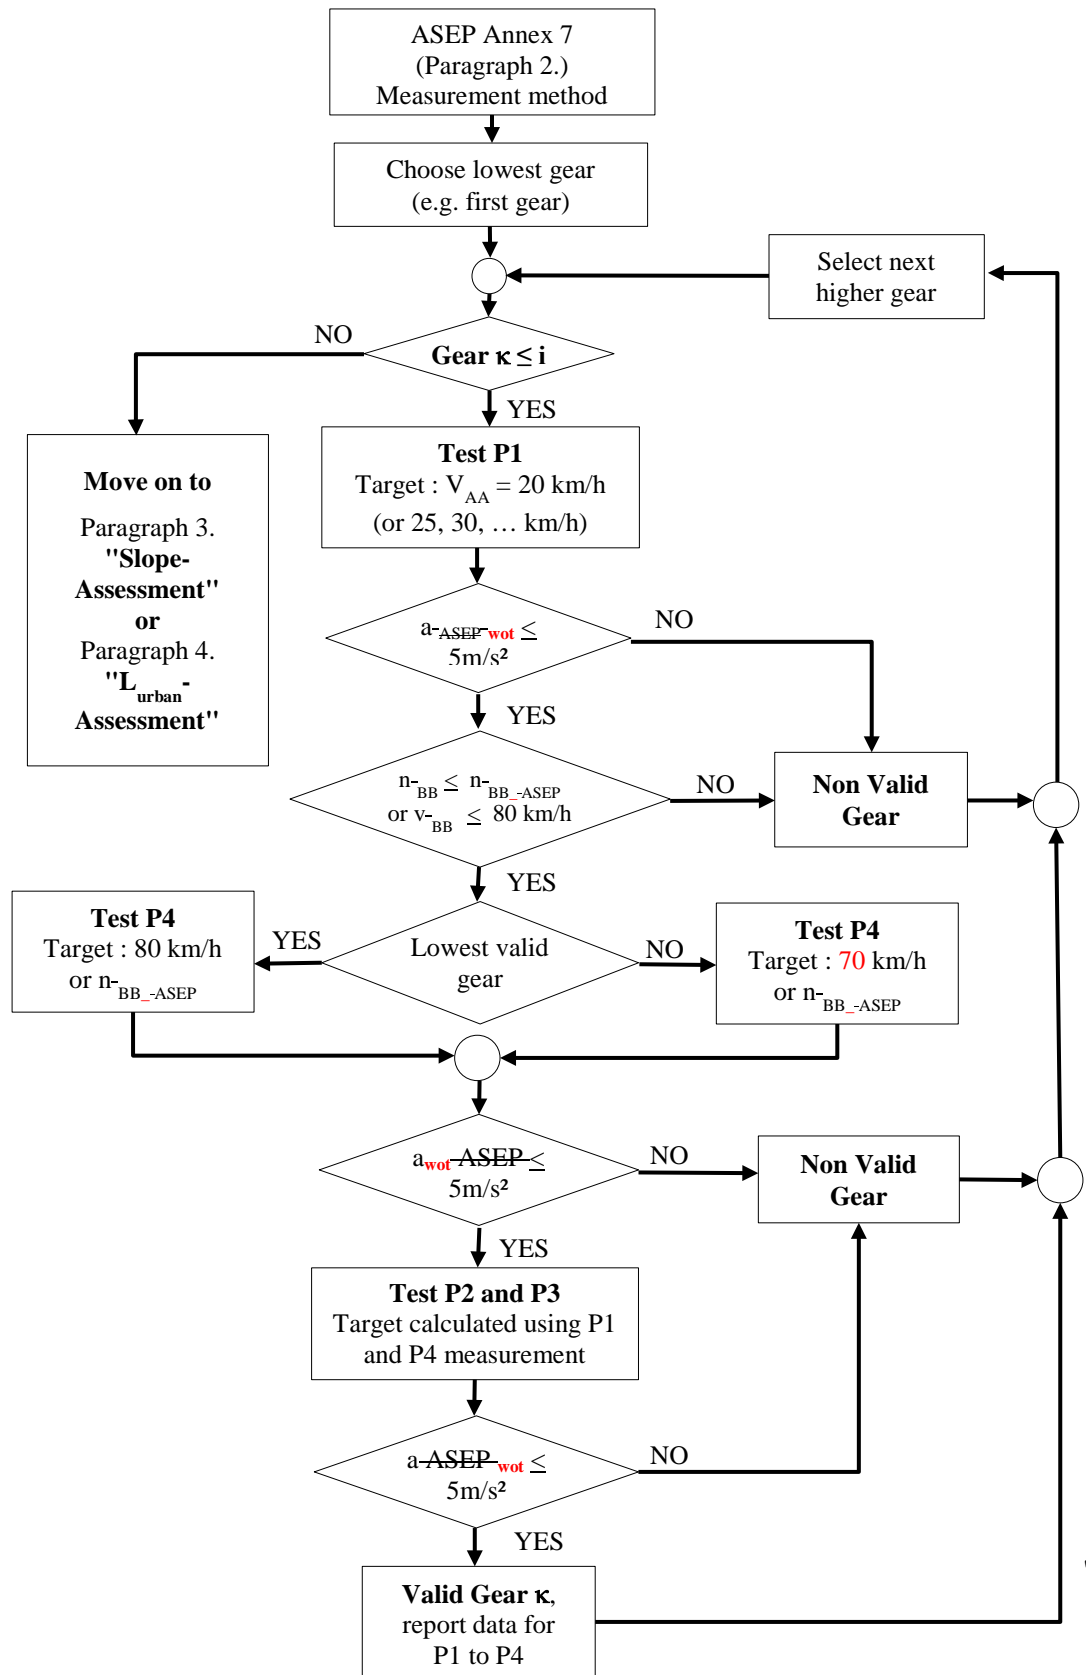 ASEP Annex 7
(Paragraph 2.)
Measurement method
Choose lowest gear
(e.g. first gear)
Select next
higher gear
NO
Gear κ ≤ i
YES
Move on to
Paragraph 3.
"Slope-
Assessment"
or
Paragraph 4.
"L_urban-
Assessment"
Test P1
Target : V_AA = 20 km/h
(or 25, 30, … km/h)
a-ASEP-wot ≤
5m/s²
NO
YES
n-BB ≤ n-BB_-ASEP
or v-BB ≤ 80 km/h
NO
Non Valid
Gear
YES
Test P4
Target : 80 km/h
or n-BB_-ASEP
YES
Lowest valid
gear
NO
Test P4
Target : 70 km/h
or n-BB_-ASEP
awot ASEP ≤
5m/s²
NO
Non Valid
Gear
YES
Test P2 and P3
Target calculated using P1
and P4 measurement
a ASEP wot ≤
5m/s²
NO
YES
Valid Gear κ,
report data for
P1 to P4